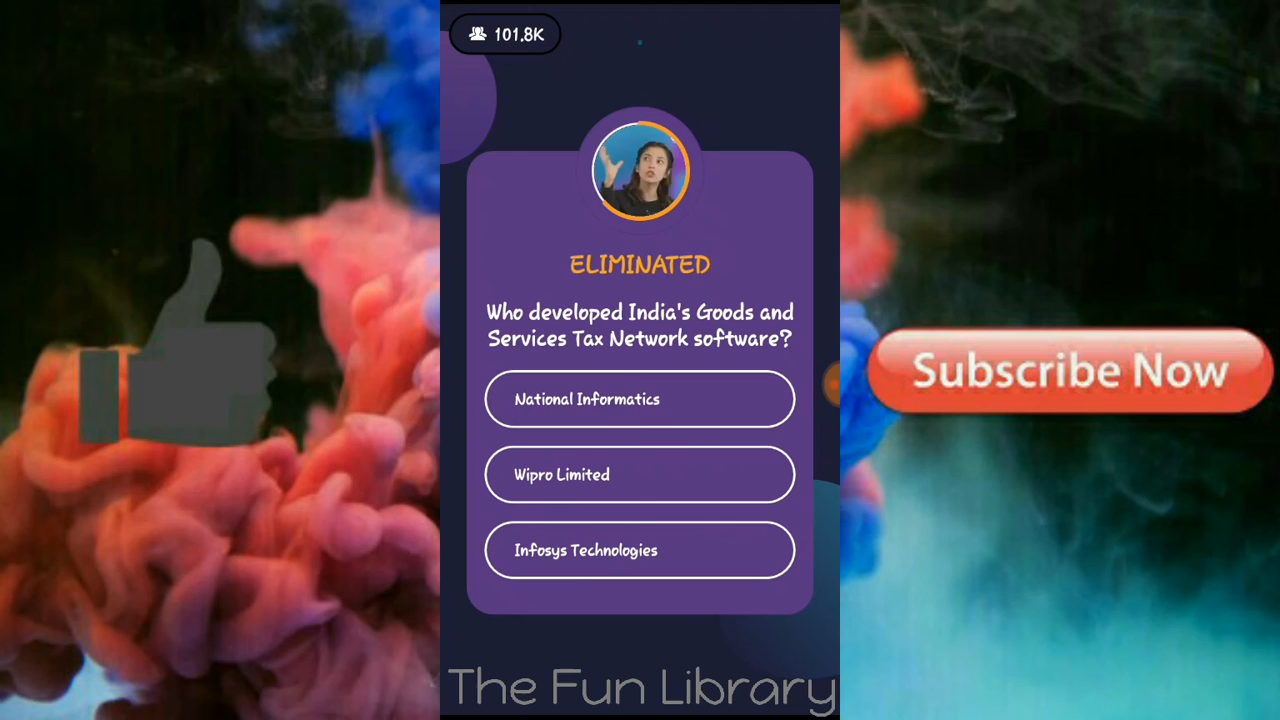 101.8K
ELIMINATED
Who developed India's Goods and
Services Tax Network software?
National Informatics
Wipro Limited
Infosys Technologies
Subscribe Now
The Fun Library